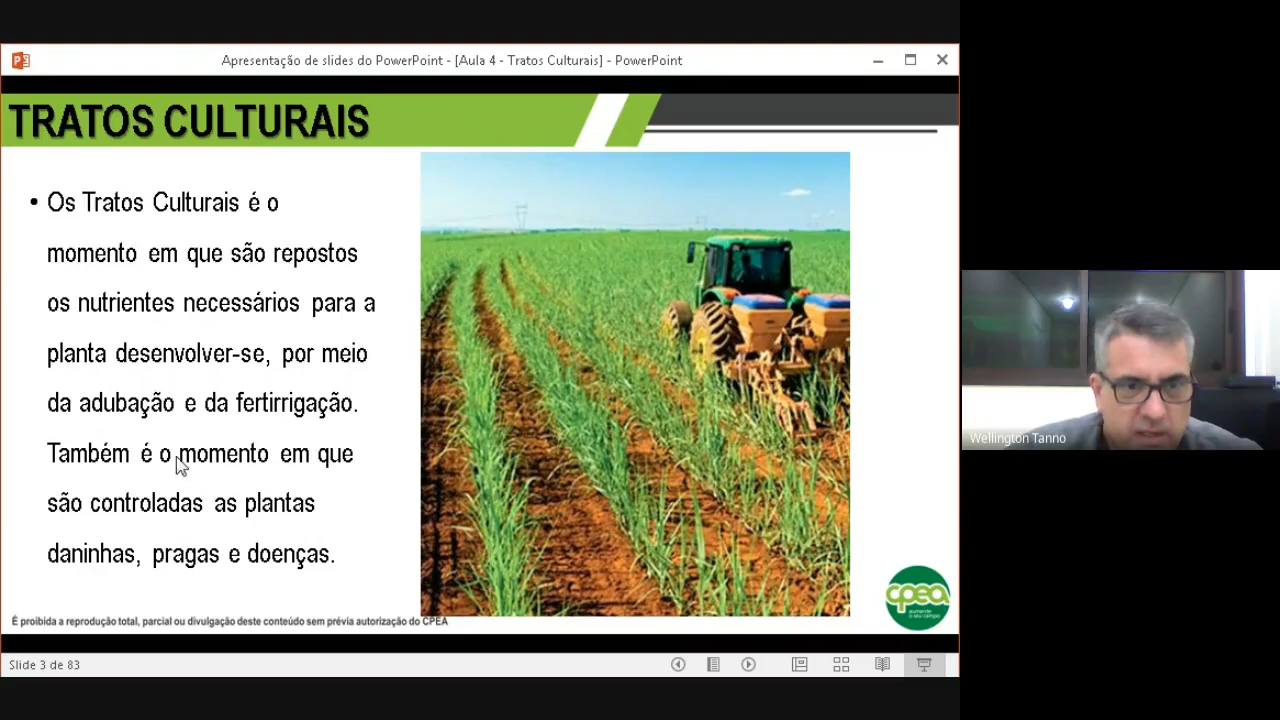 Apresentação de slides do PowerPoint - [Aula 4 - Tratos Culturais] - PowerPoint
TRATOS CULTURAIS
• Os Tratos Culturais é o
momento em que são repostos
os nutrientes necessários para a
planta desenvolver-se, por meio
da adubação e da fertirrigação.
Também é o momento em que
são controladas as plantas
daninhas, pragas e doenças.
Wellington Tanno
cpea
aumente
o seu campo
É proibida a reprodução total, parcial ou divulgação deste conteúdo sem prévia autorização do CPEA
Slide 3 de 83